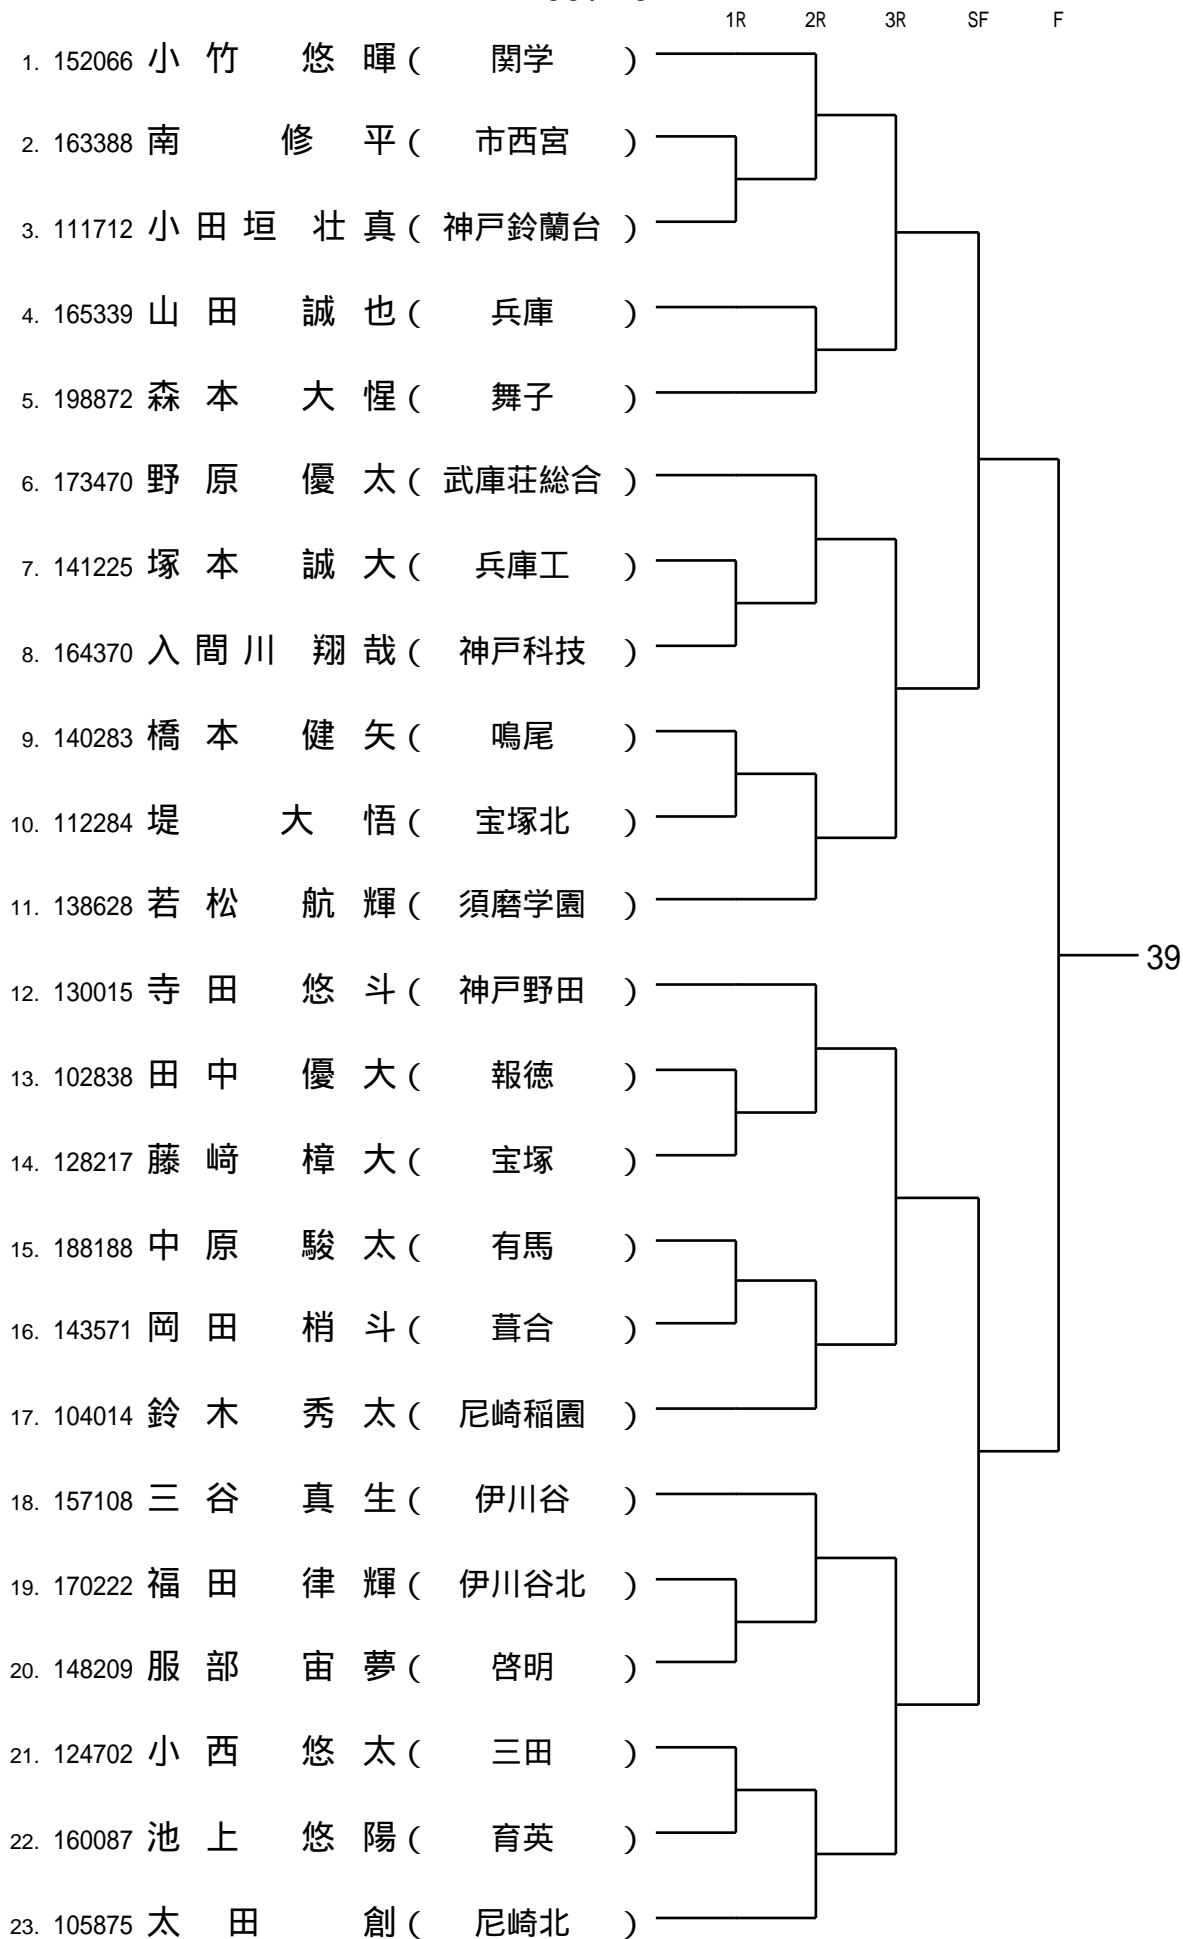 1R 2R 3R SF F
1. 152066 小竹 悠暉 ( 関学 )
2. 163388 南 修平 ( 市西宮 )
3. 111712 小田垣 壮真 ( 神戸鈴蘭台 )
4. 165339 山田 誠也 ( 兵庫 )
5. 198872 森本 大惺 ( 舞子 )
6. 173470 野原 優太 ( 武庫荘総合 )
7. 141225 塚本 誠大 ( 兵庫工 )
8. 164370 入間川 翔哉 ( 神戸科技 )
9. 140283 橋本 健矢 ( 鳴尾 )
10. 112284 堤 大悟 ( 宝塚北 )
11. 138628 若松 航輝 ( 須磨学園 )
39
12. 130015 寺田 悠斗 ( 神戸野田 )
13. 102838 田中 優大 ( 報徳 )
14. 128217 藤﨑 樟大 ( 宝塚 )
15. 188188 中原 駿太 ( 有馬 )
16. 143571 岡田 梢斗 ( 葺合 )
17. 104014 鈴木 秀太 ( 尼崎稲園 )
18. 157108 三谷 真生 ( 伊川谷 )
19. 170222 福田 律輝 ( 伊川谷北 )
20. 148209 服部 宙夢 ( 啓明 )
21. 124702 小西 悠太 ( 三田 )
22. 160087 池上 悠陽 ( 育英 )
23. 105875 太田 創 ( 尼崎北 )